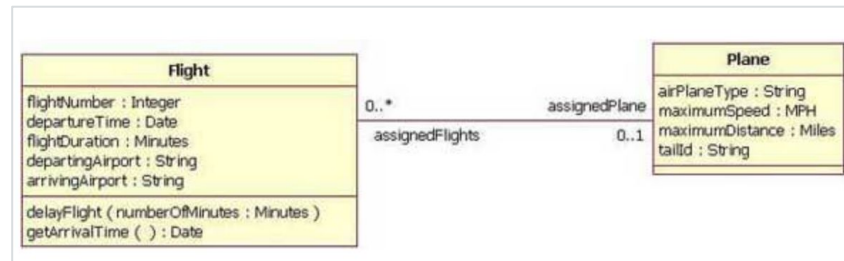 Flight
flightNumber : Integer
departureTime : Date
flightDuration : Minutes
departingAirport : String
arrivingAirport : String
delayFlight ( numberOfMinutes : Minutes )
getArrivalTime ( ) : Date
0..*
assignedFlights
assignedPlane
0..1
Plane
airPlaneType : String
maximumSpeed : MPH
maximumDistance : Miles
tailId : String